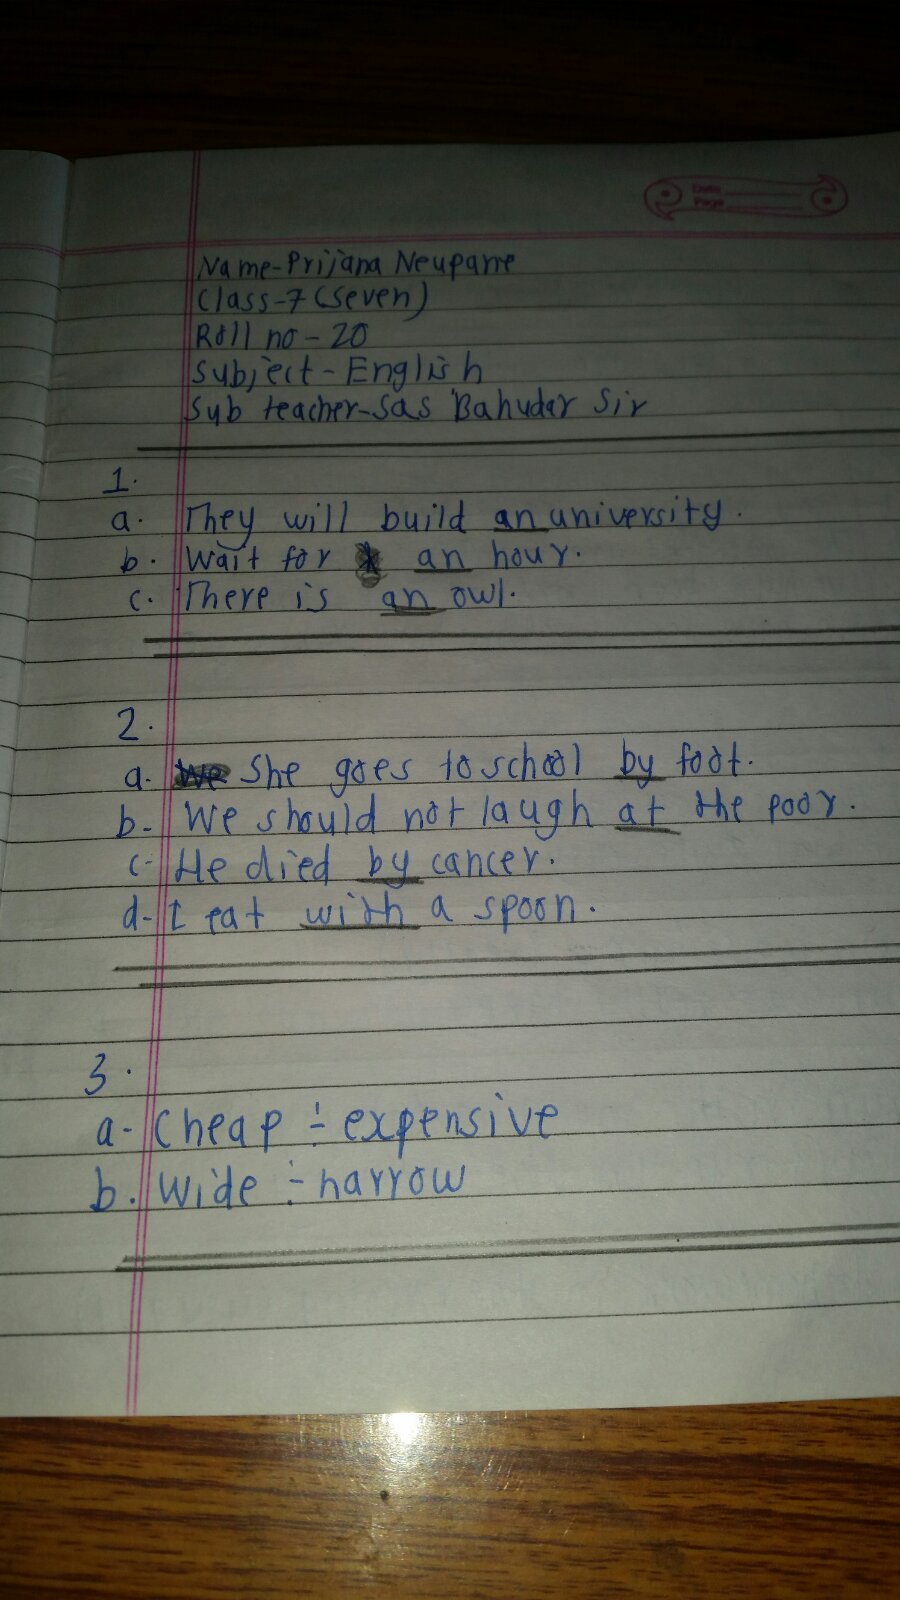 Date
Page
Name-Prijana Neupane
Class-7 (seven)
Roll no - 20
Subject - English
Sub teacher-Sas Bahudar Sir
1.
a. They will build an university.
b. Wait for an hour.
c. There is an owl.
2.
a. We She goes to school by foot.
b- We should not laugh at the poor.
c- He died by cancer.
d- I eat with a spoon.
3.
a- Cheap ÷ expensive
b. Wide ÷ narrow